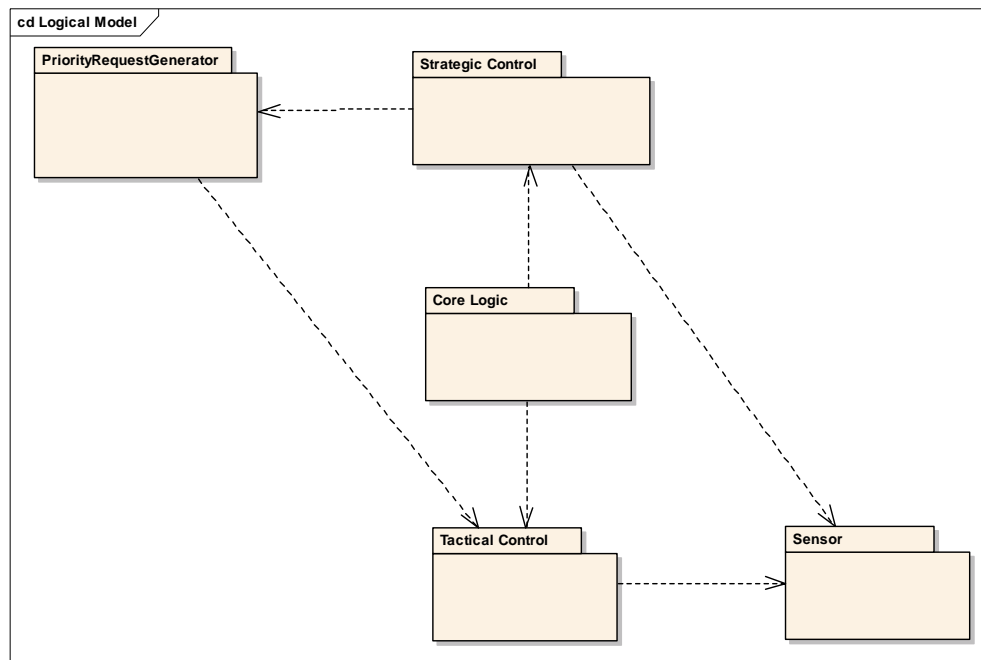 cd Logical Model
PriorityRequestGenerator
Strategic Control
Core Logic
Tactical Control
Sensor